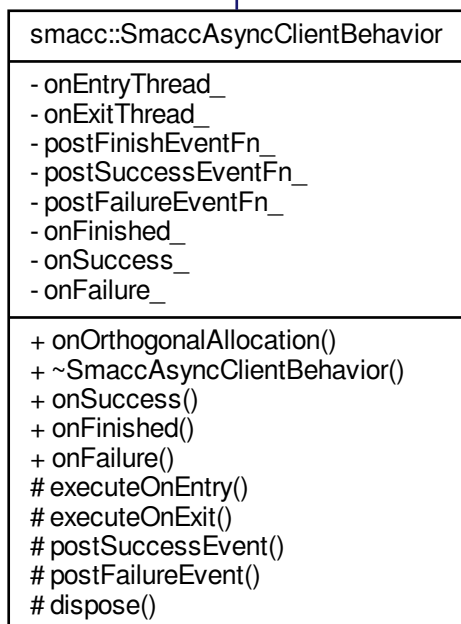 smacc::SmaccAsyncClientBehavior
- onEntryThread_
- onExitThread_
- postFinishEventFn_
- postSuccessEventFn_
- postFailureEventFn_
- onFinished_
- onSuccess_
- onFailure_
+ onOrthogonalAllocation()
+ ~SmaccAsyncClientBehavior()
+ onSuccess()
+ onFinished()
+ onFailure()
# executeOnEntry()
# executeOnExit()
# postSuccessEvent()
# postFailureEvent()
# dispose()